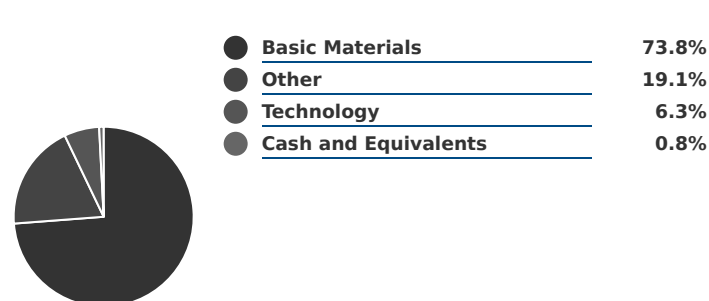 Basic Materials 73.8%
Other 19.1%
Technology 6.3%
Cash and Equivalents 0.8%